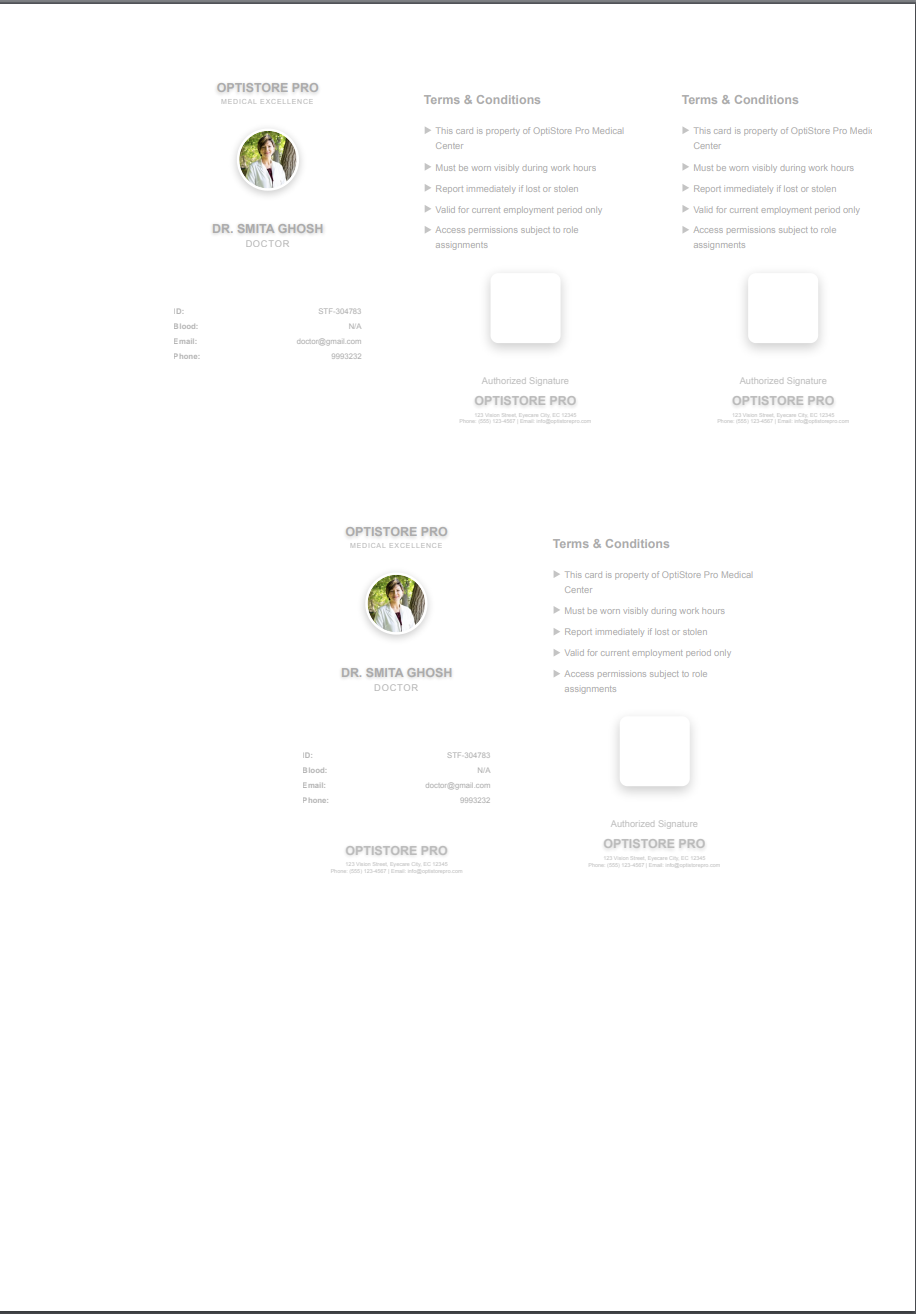 OPTISTORE PRO
MEDICAL EXCELLENCE
DR. SMITA GHOSH
DOCTOR
ID: STF-304783
Blood: N/A
Email: doctor@gmail.com
Phone: 9993232
Terms & Conditions
This card is property of OptiStore Pro Medical
Center
Must be worn visibly during work hours
Report immediately if lost or stolen
Valid for current employment period only
Access permissions subject to role
assignments
Authorized Signature
OPTISTORE PRO
123 Vision Street, Eyecare City, EC 12345
Phone: (555) 123-4567 | Email: info@optistorepro.com
Terms & Conditions
This card is property of OptiStore Pro Medic
Center
Must be worn visibly during work hours
Report immediately if lost or stolen
Valid for current employment period only
Access permissions subject to role
assignments
Authorized Signature
OPTISTORE PRO
123 Vision Street, Eyecare City, EC 12345
Phone: (555) 123-4567 | Email: info@optistorepro.com
OPTISTORE PRO
MEDICAL EXCELLENCE
DR. SMITA GHOSH
DOCTOR
ID: STF-304783
Blood: N/A
Email: doctor@gmail.com
Phone: 9993232
OPTISTORE PRO
123 Vision Street, Eyecare City, EC 12345
Phone: (555) 123-4567 | Email: info@optistorepro.com
Terms & Conditions
This card is property of OptiStore Pro Medical
Center
Must be worn visibly during work hours
Report immediately if lost or stolen
Valid for current employment period only
Access permissions subject to role
assignments
Authorized Signature
OPTISTORE PRO
123 Vision Street, Eyecare City, EC 12345
Phone: (555) 123-4567 | Email: info@optistorepro.com